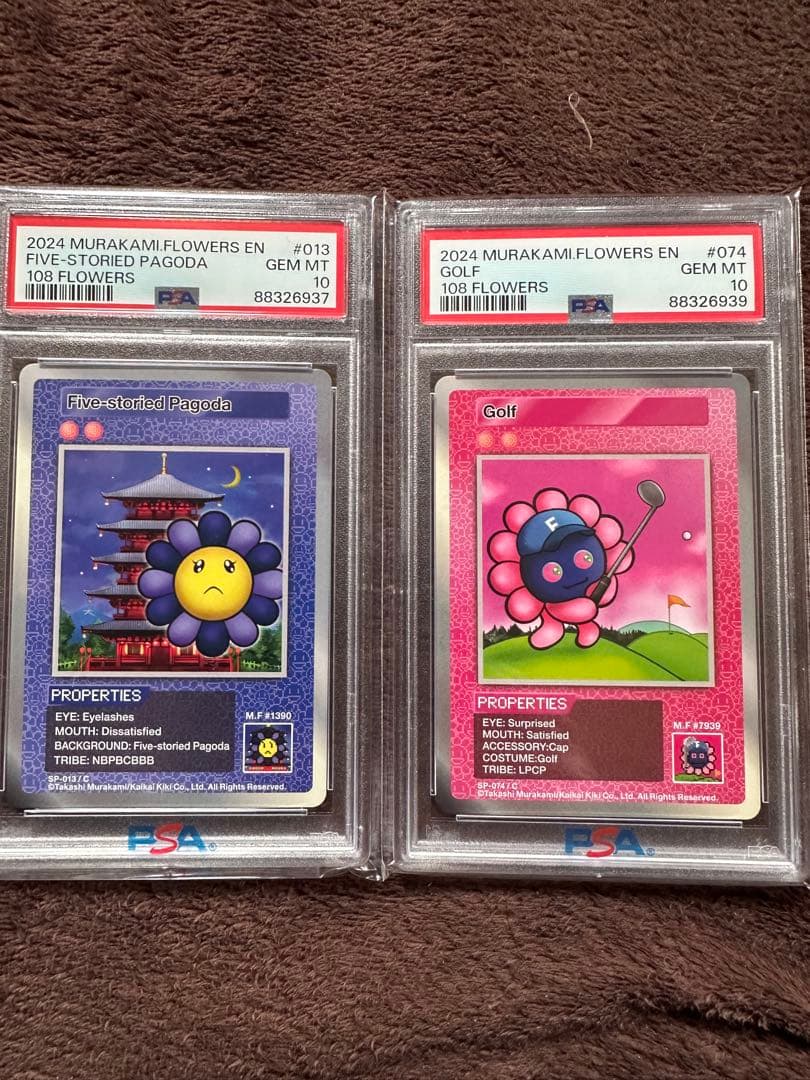 2024 MURAKAMI.FLOWERS EN #013
FIVE-STORIED PAGODA GEM MT
108 FLOWERS 10
PSA 88326937
Five-storied Pagoda
PROPERTIES
EYE: Eyelashes
MOUTH: Dissatisfied
BACKGROUND: Five-storied Pagoda
TRIBE: NBPBCBBB
M.F #1390
SP-013 / C
©Takashi Murakami/Kaikai Kiki Co., Ltd. All Rights Reserved.
PSA®
2024 MURAKAMI.FLOWERS EN #074
GOLF GEM MT
108 FLOWERS 10
PSA 88326939
Golf
F
PROPERTIES
EYE: Surprised
MOUTH: Satisfied
ACCESSORY:Cap
COSTUME:Golf
TRIBE: LPCP
M.F #7939
SP-074 / C
©Takashi Murakami/Kaikai Kiki Co., Ltd. All Rights Reserved.
PSA®